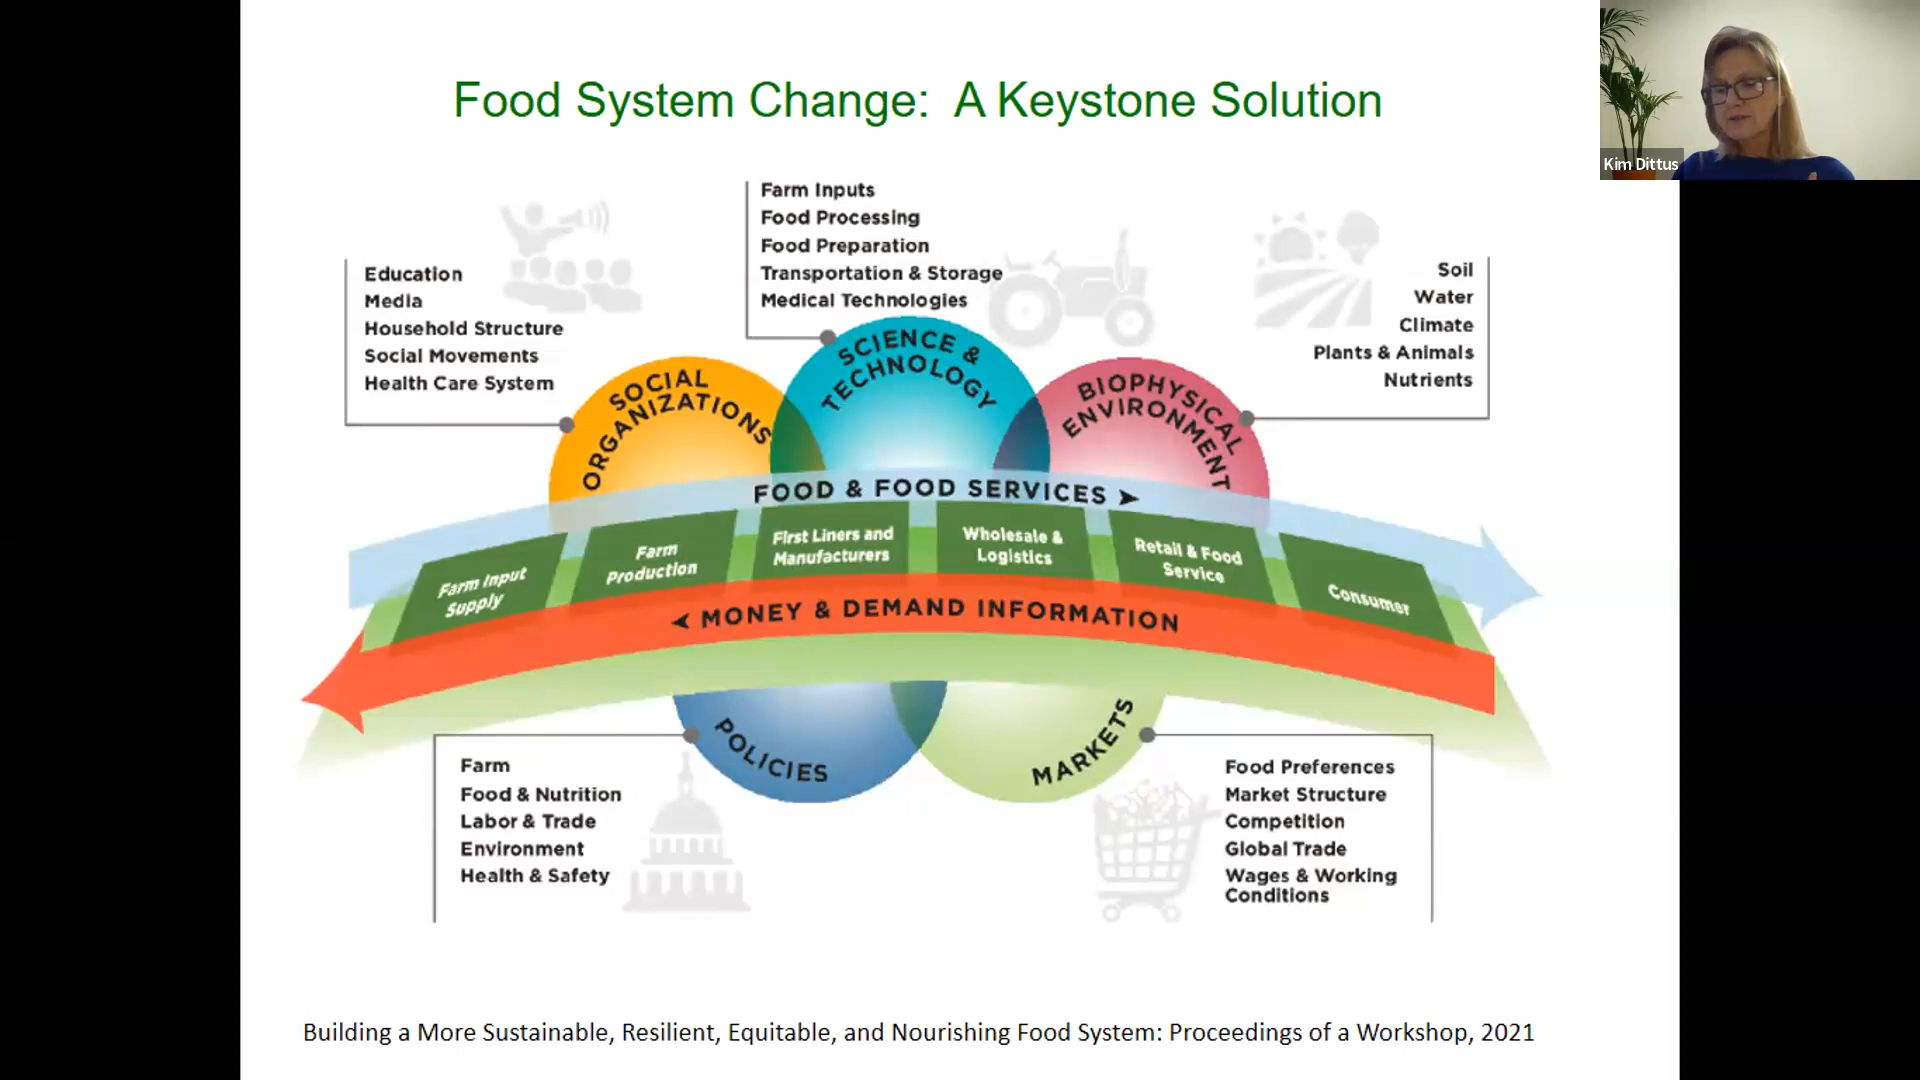 Food System Change:  A Keystone Solution
Kim Dittus
Farm Inputs
Food Processing
Food Preparation
Transportation & Storage
Medical Technologies
Education
Media
Household Structure
Social Movements
Health Care System
Soil
Water
Climate
Plants & Animals
Nutrients
SOCIAL
ORGANIZATIONS
SCIENCE &
TECHNOLOGY
BIOPHYSICAL
ENVIRONMENT
FOOD & FOOD SERVICES ➤
Farm Input
Supply
Farm
Production
First Liners and
Manufacturers
Wholesale &
Logistics
Retail & Food
Service
Consumer
⮜ MONEY & DEMAND INFORMATION
POLICIES
MARKETS
Farm
Food & Nutrition
Labor & Trade
Environment
Health & Safety
Food Preferences
Market Structure
Competition
Global Trade
Wages & Working
Conditions
Building a More Sustainable, Resilient, Equitable, and Nourishing Food System: Proceedings of a Workshop, 2021